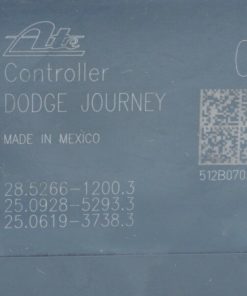 Ate
Controller
DODGE JOURNEY
MADE IN MEXICO
512B070
28.5266-1200.3
25.0928-5293.3
25.0619-3738.3